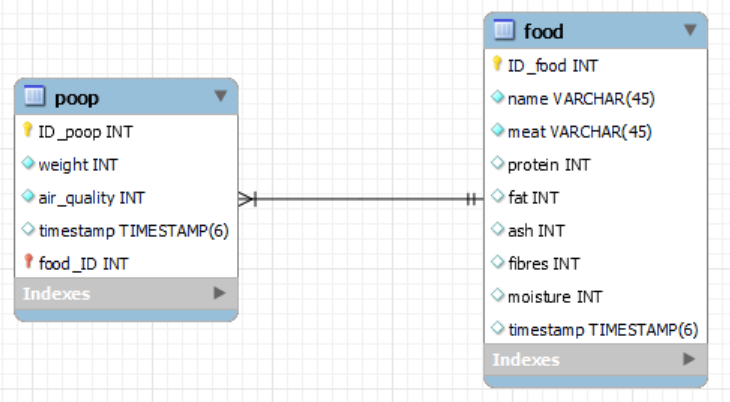 poop
ID_poop INT
weight INT
air_quality INT
timestamp TIMESTAMP(6)
food_ID INT
Indexes
food
ID_food INT
name VARCHAR(45)
meat VARCHAR(45)
protein INT
fat INT
ash INT
fibres INT
moisture INT
timestamp TIMESTAMP(6)
Indexes